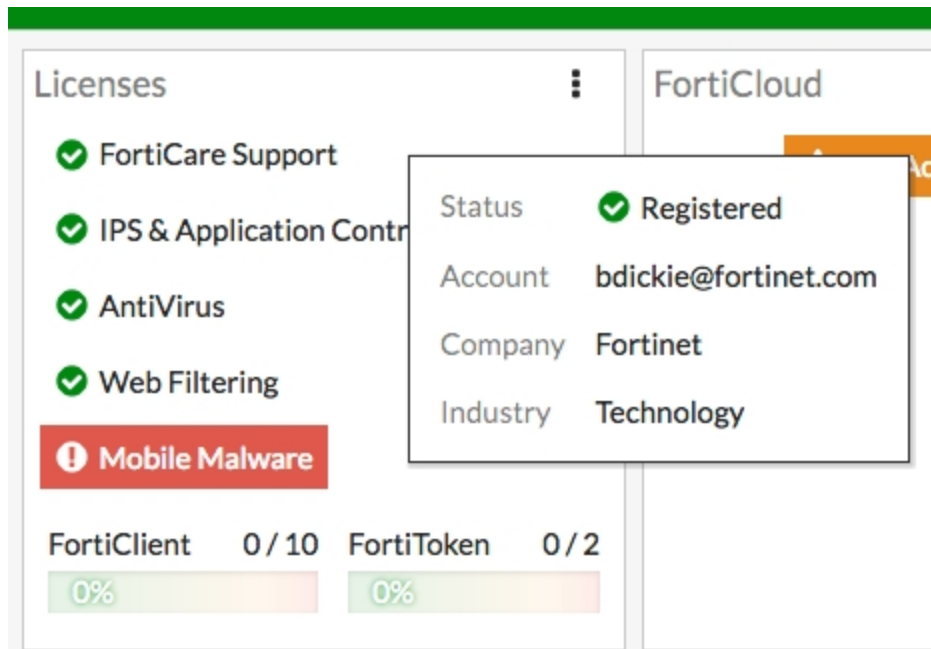 Licenses
FortiCloud
FortiCare Support
IPS & Application Contr
AntiVirus
Web Filtering
Mobile Malware
Status Registered
Account bdickie@fortinet.com
Company Fortinet
Industry Technology
FortiClient 0 / 10 FortiToken 0 / 2
0% 0%